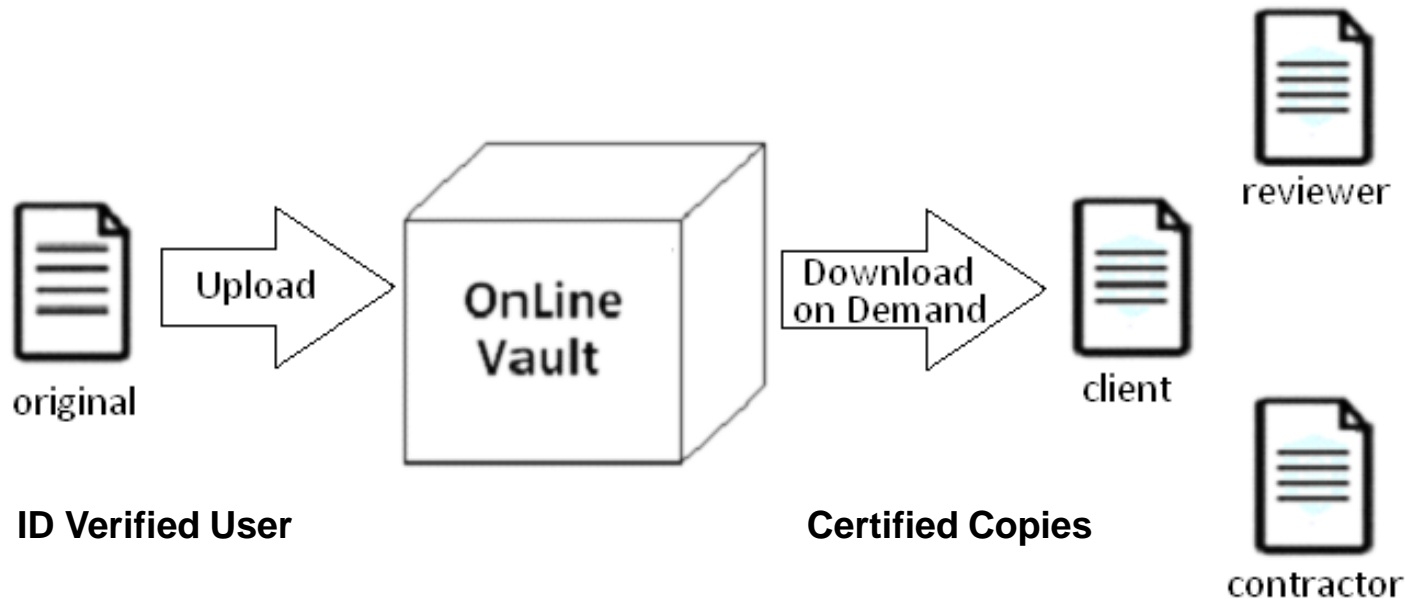 reviewer
original
Upload
OnLine
Vault
Download
on Demand
client
ID Verified User
Certified Copies
contractor